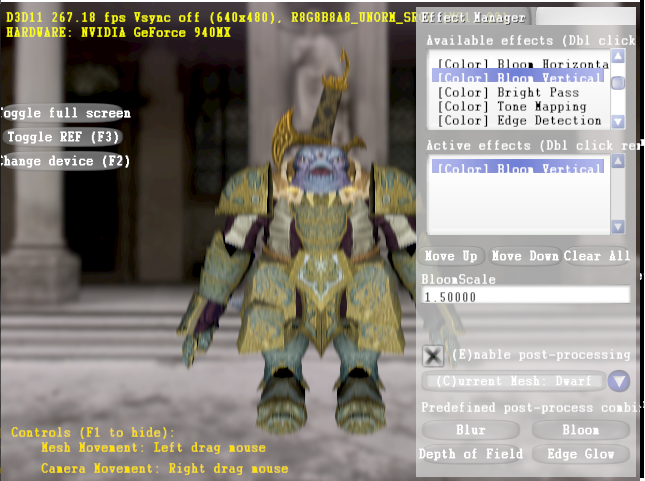 D3D11 267.18 fps Vsync off (640x480), R8G8B8A8_UNORM_SR
HARDWARE: NVIDIA GeForce 940MX
Toggle full screen
Toggle REF (F3)
Change device (F2)
Effect Manager
Available effects (Dbl click
[Color] Bloom Horizonta
[Color] Bloom Vertical
[Color] Bright Pass
[Color] Tone Mapping
[Color] Edge Detection
Active effects (Dbl click re
[Color] Bloom Vertical
Move Up
Move Down
Clear All
BloomScale
1.50000
(E)nable post-processing
(C)urrent Mesh: Dwarf
Predefined post-process combi
Blur
Bloom
Depth of Field
Edge Glow
Controls (F1 to hide):
Mesh Movement: Left drag mouse
Camera Movement: Right drag mouse